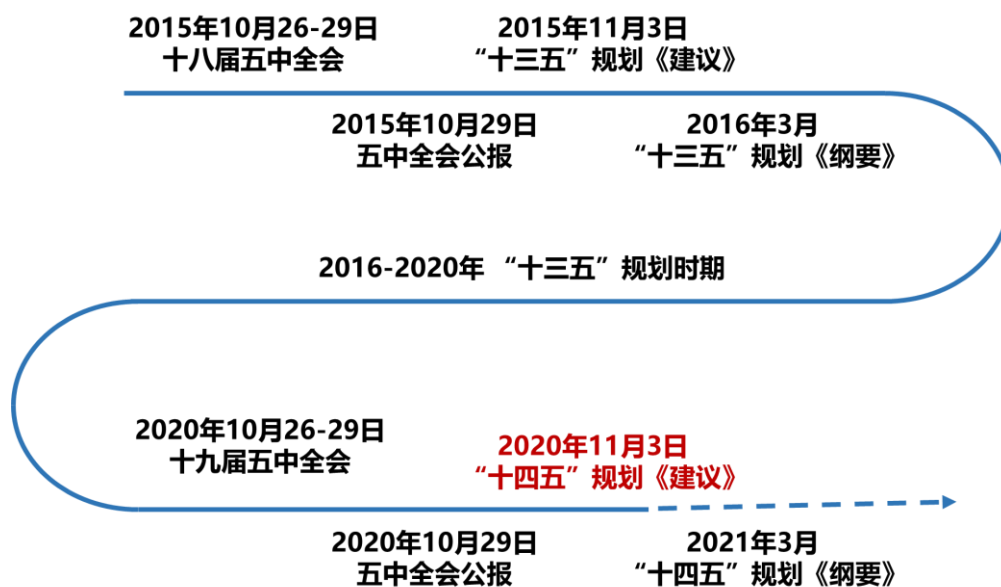 2015年10月26-29日
十八届五中全会
2015年11月3日
“十三五”规划《建议》
2015年10月29日
五中全会公报
2016年3月
“十三五”规划《纲要》
2016-2020年 “十三五”规划时期
2020年10月26-29日
十九届五中全会
2020年11月3日
“十四五”规划《建议》
2020年10月29日
五中全会公报
2021年3月
“十四五”规划《纲要》